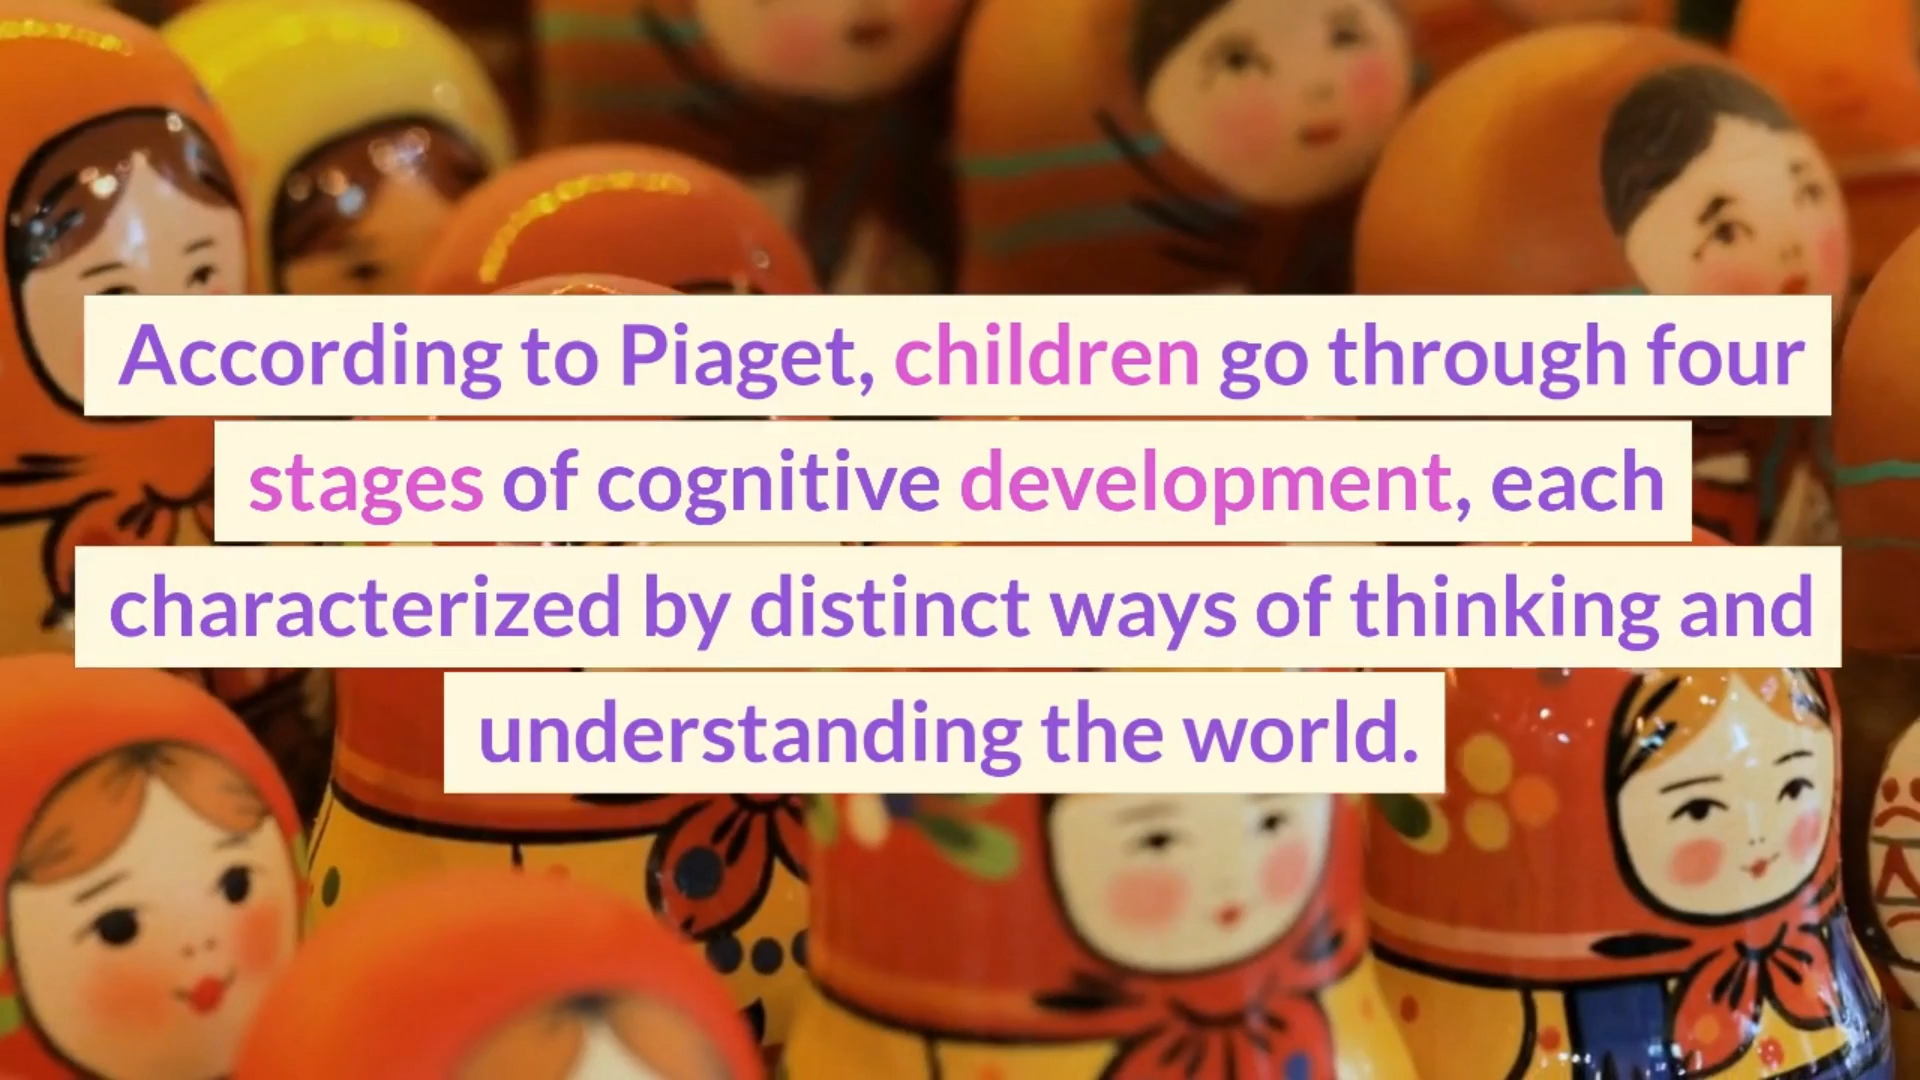 According to Piaget, children go through four
stages of cognitive development, each
characterized by distinct ways of thinking and
understanding the world.